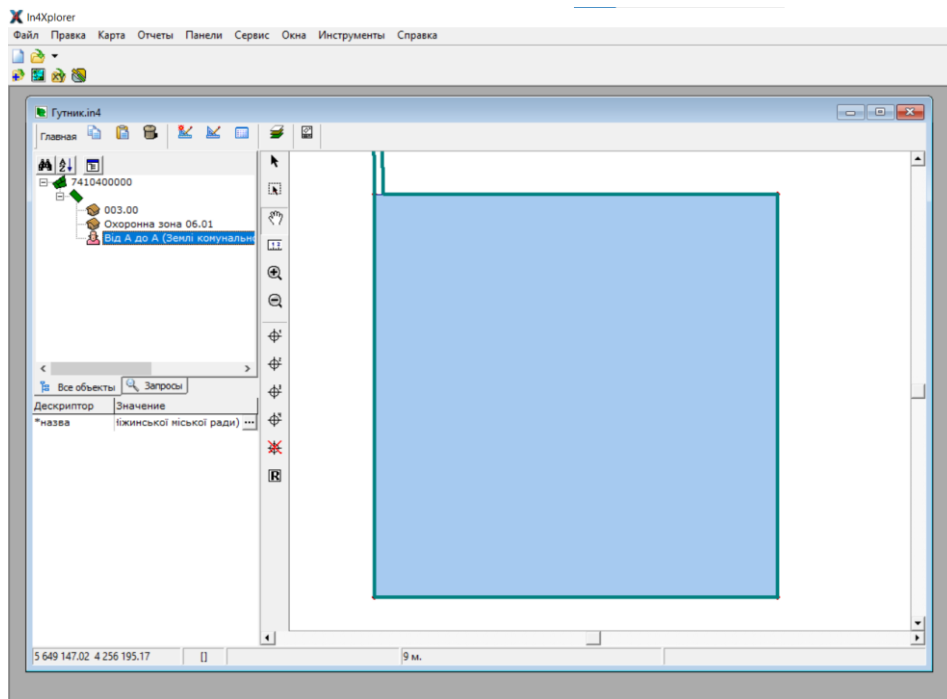 In4Xplorer
Файл Правка Карта Отчеты Панели Сервис Окна Инструменты Справка
Гутник.in4
Главная
7410400000
003.00
Охоронна зона 06.01
Від А до А (Землі комунально
Все объекты Запросы
Дескриптор Значение
*назва іжинської міської ради) ...
5 649 147.02 4 256 195.17 [] 9 м.